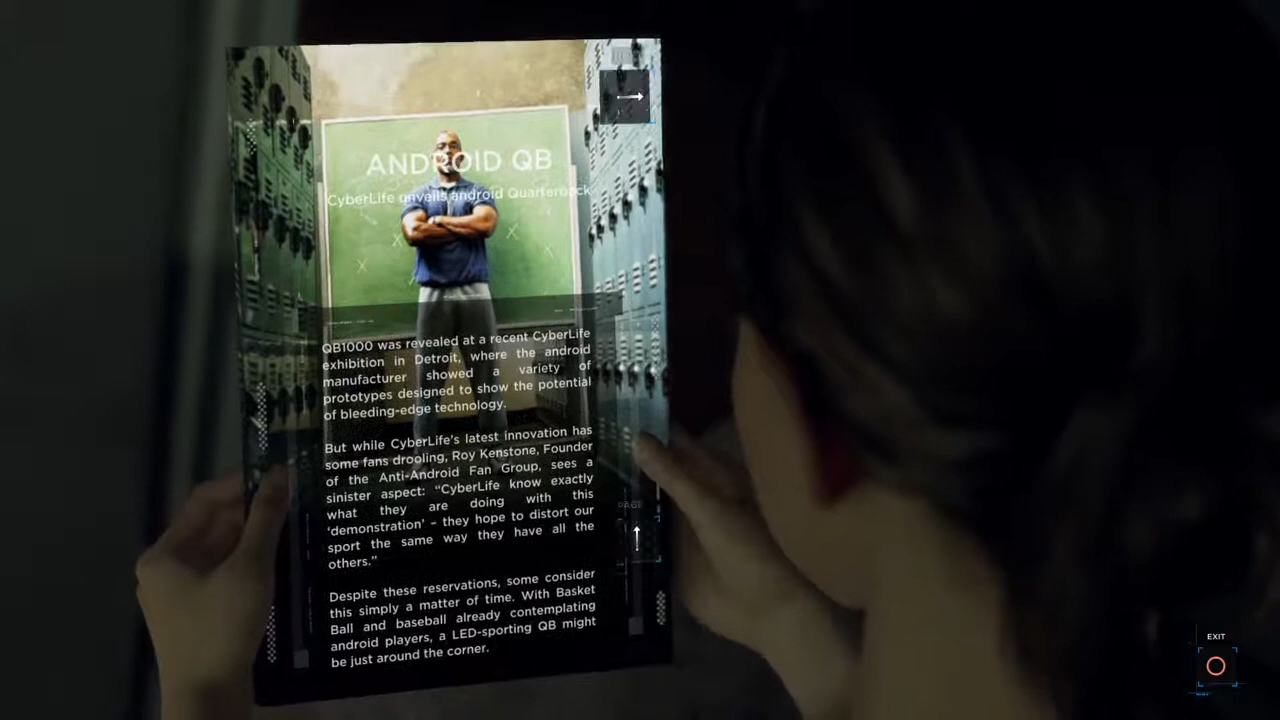 ANDROID QB
CyberLife unveils android Quarterback
QB1000 was revealed at a recent CyberLife
exhibition in Detroit, where the android
manufacturer showed a variety of
prototypes designed to show the potential
of bleeding-edge technology.
But while CyberLife's latest innovation has
some fans drooling, Roy Kenstone, Founder
of the Anti-Android Fan Group, sees a
sinister aspect: “CyberLife know exactly
what they are doing with this
‘demonstration’ – they hope to distort our
sport the same way they have all the
others.”
Despite these reservations, some consider
this simply a matter of time. With Basket
Ball and baseball already contemplating
android players, a LED-sporting QB might
be just around the corner.
PAGE
EXIT